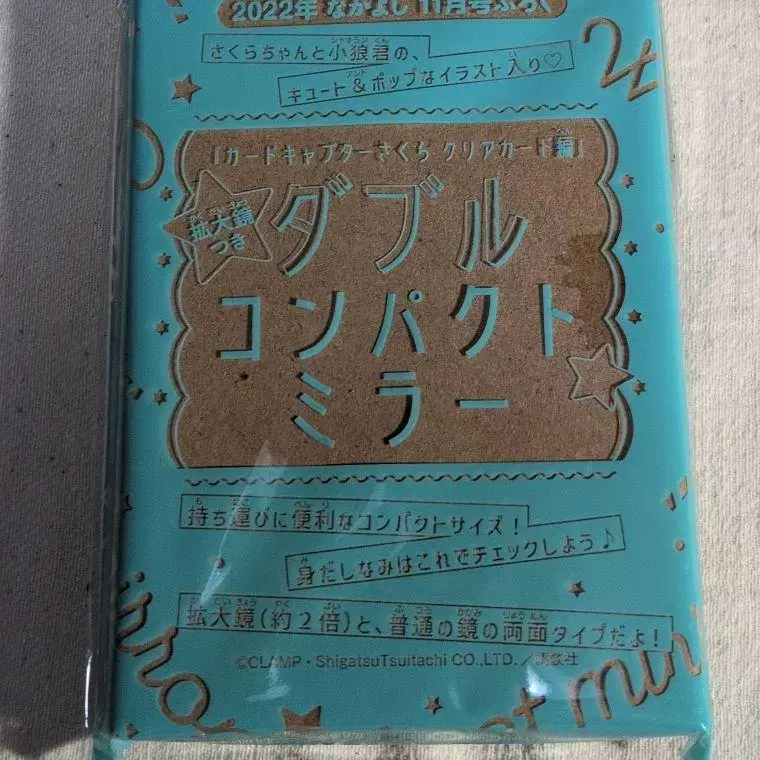 2022年 なかよし 11月号ふろく
さくらちゃんと小狼君の、
キュート&ポップなイラスト入り♡
『カードキャプターさくら クリアカード編』
拡大鏡
つき
ダブル
コンパクト
ミラー
持ち運びに便利なコンパクトサイズ!
身だしなみはこれでチェックしよう♪
拡大鏡(約2倍)と、普通の鏡の両面タイプだよ!
©CLAMP・ShigatsuTsuitachi CO.,LTD./講談社